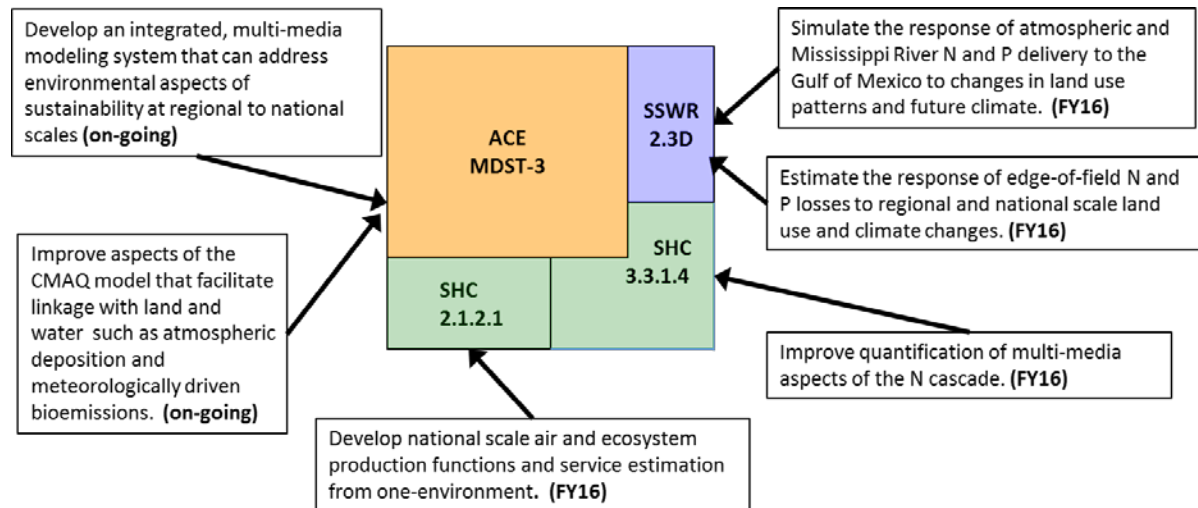 Develop an integrated, multi-media
modeling system that can address
environmental aspects of
sustainability at regional to national
scales (on-going)
Improve aspects of the
CMAQ model that facilitate
linkage with land and
water such as atmospheric
deposition and
meteorologically driven
bioemissions. (on-going)
ACE
MDST-3
SSWR
2.3D
SHC
3.3.1.4
SHC
2.1.2.1
Simulate the response of atmospheric and
Mississippi River N and P delivery to the
Gulf of Mexico to changes in land use
patterns and future climate. (FY16)
Estimate the response of edge-of-field N and
P losses to regional and national scale land
use and climate changes. (FY16)
Improve quantification of multi-media
aspects of the N cascade. (FY16)
Develop national scale air and ecosystem
production functions and service estimation
from one-environment. (FY16)